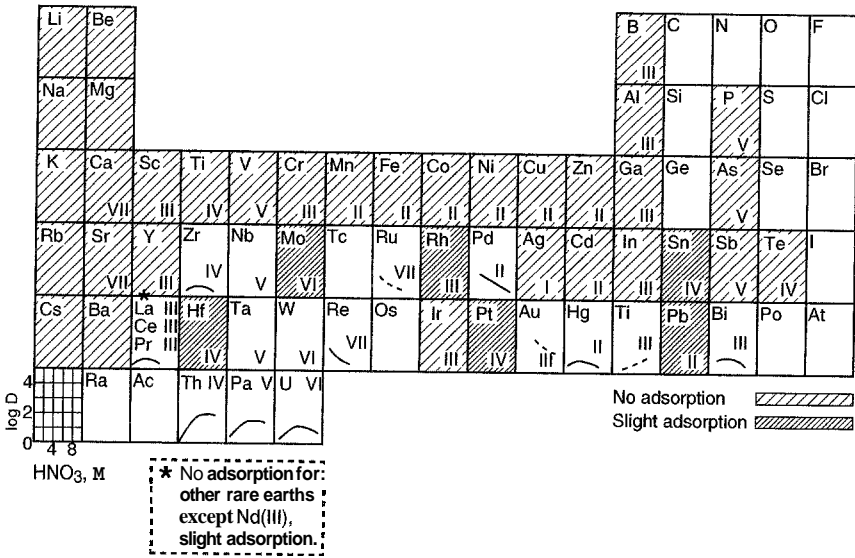 Li Be B C N O F
III
Na Mg Al Si P S Cl
III V
K Ca Sc Ti V Cr Mn Fe Co Ni Cu Zn Ga Ge As Se Br
VII III IV V III II II II II II II III V
Rb Sr Y Zr Nb Mo Tc Ru Rh Pd Ag Cd In Sn Sb Te I
VII III IV V VI VII III II I II III IV V IV
Cs Ba * La III Hf Ta W Re Os Ir Pt Au Hg Ti Pb Bi Po At
Ce III
Pr III IV V VI VII III IV III II III II III
Ra Ac Th IV Pa V U VI
log D
4
2
0
4 8
HNO3, M
No adsorption
Slight adsorption
* No adsorption for:
other rare earths
except Nd(III),
slight adsorption.